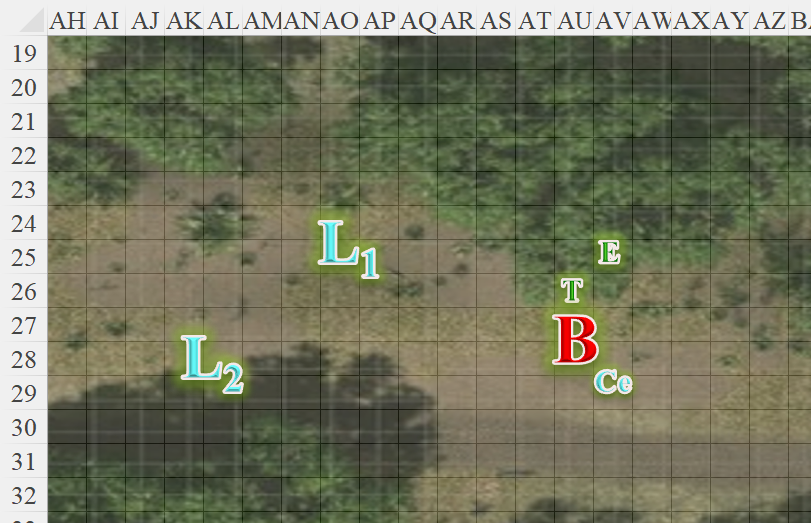 AH AI AJ AK AL AM AN AO AP AQ AR AS AT AU AV AW AX AY AZ
19
20
21
22
23
24
L1
25
E
26
T
27
B
28
L2
29
Ce
30
31
32